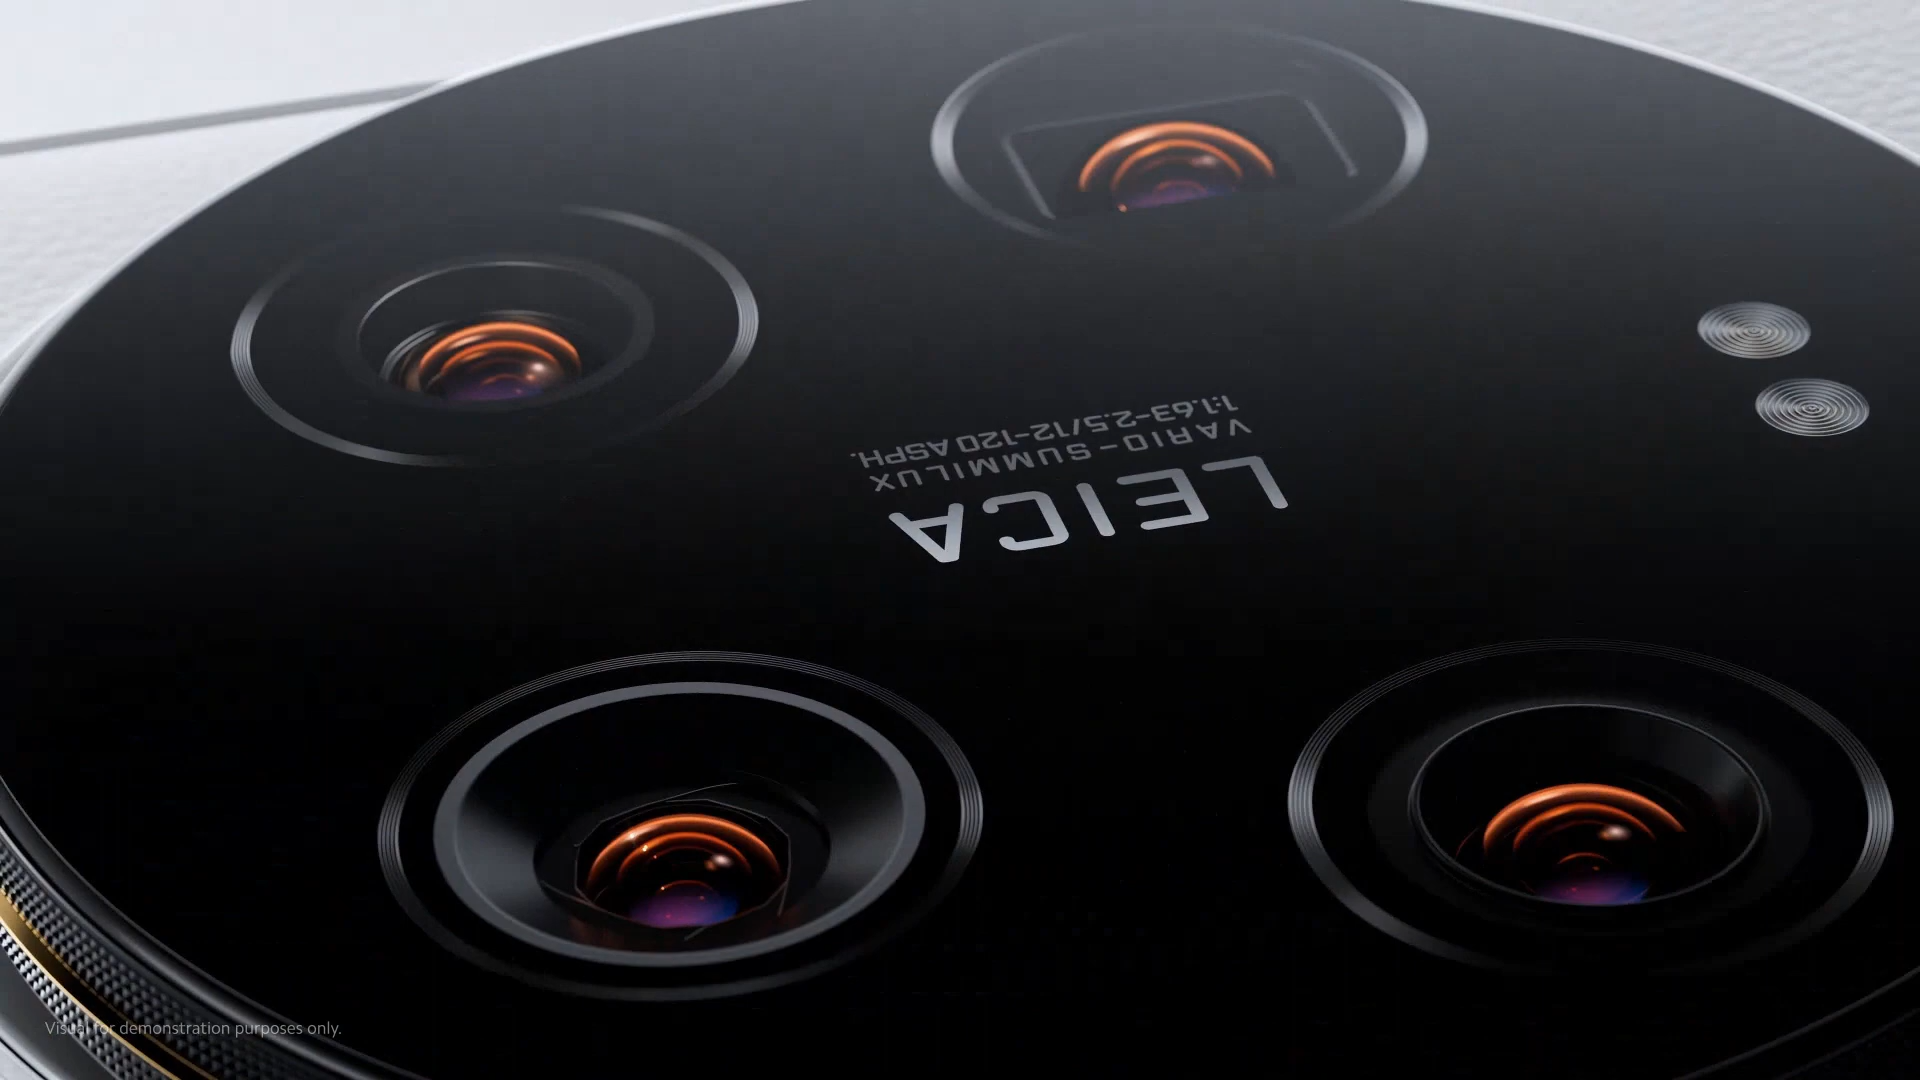 LEICA
VARIO-SUMMILUX
1:1.63-2.5/12-120 ASPH.
Visual for demonstration purposes only.